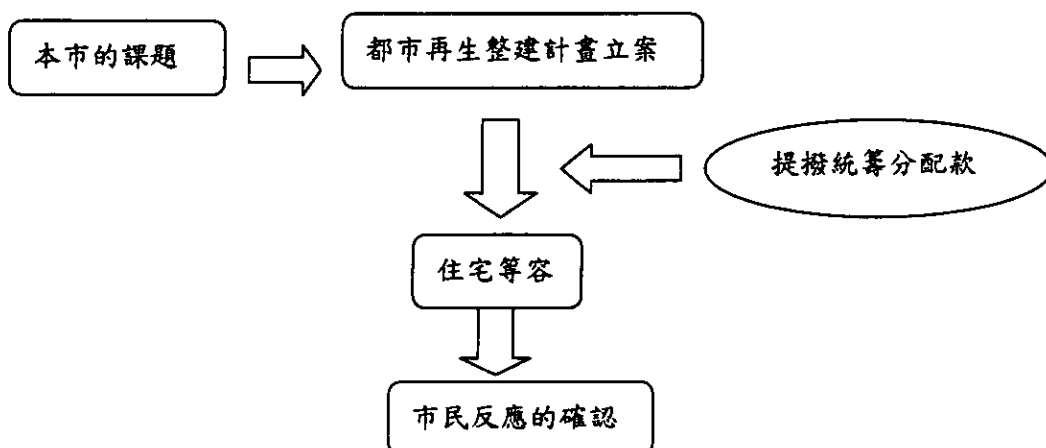 本市的課題
都市再生整建計畫立案
提撥統籌分配款
住宅等容
市民反應的確認